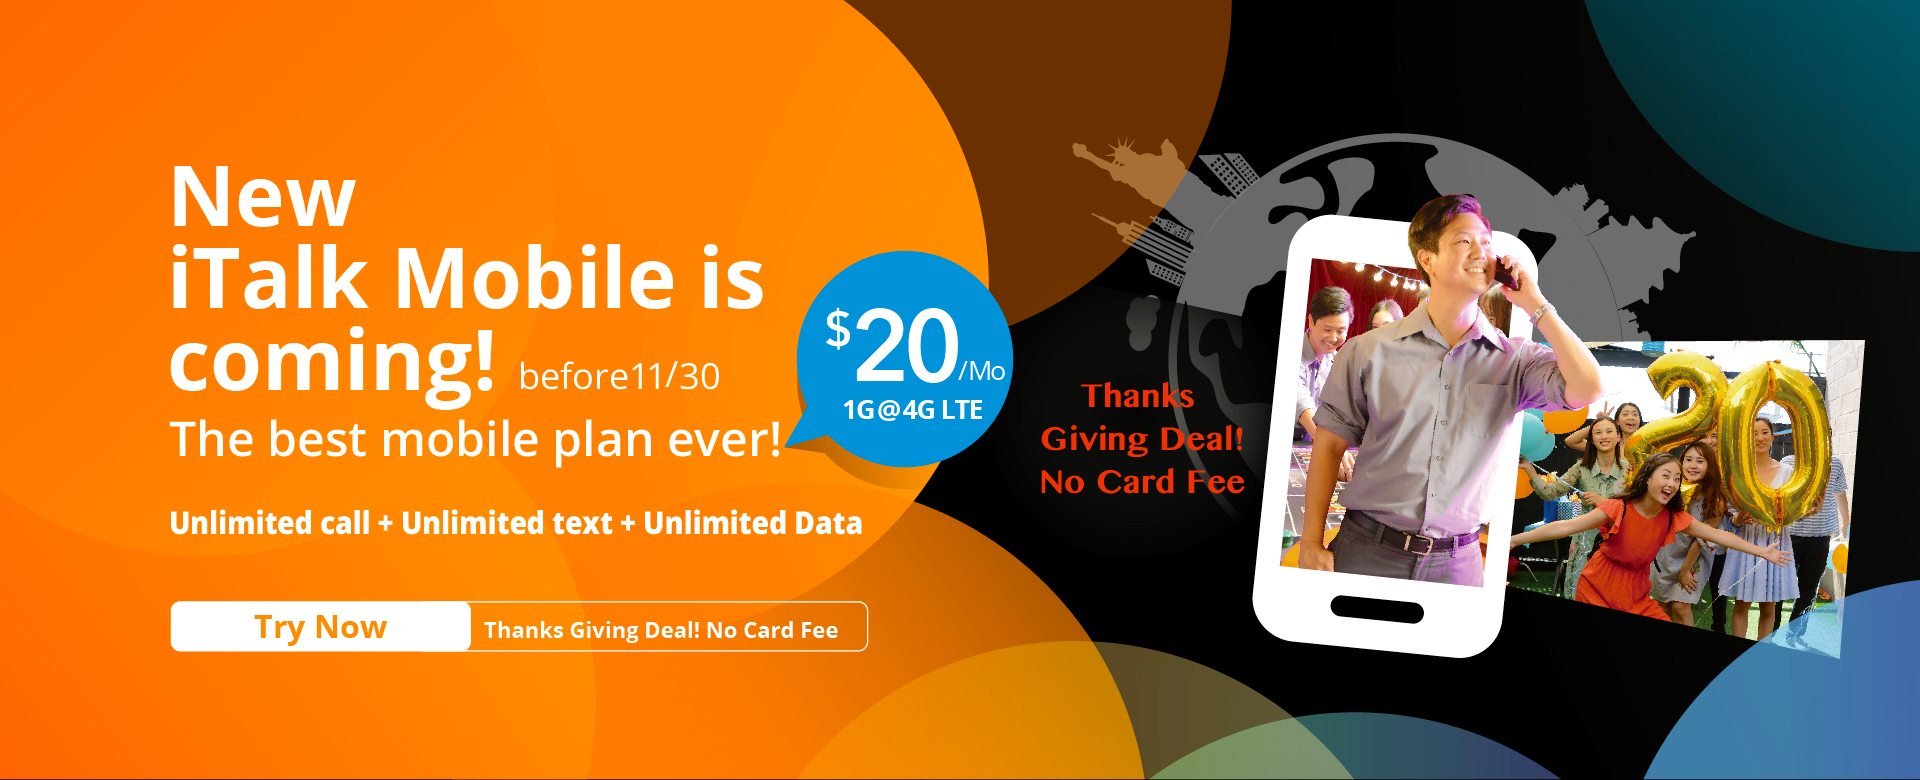 New
iTalk Mobile is
coming! before11/30
The best mobile plan ever!
Unlimited call + Unlimited text + Unlimited Data
Try Now
Thanks Giving Deal! No Card Fee
$20/Mo
1G@4G LTE
Thanks
Giving Deal!
No Card Fee
20